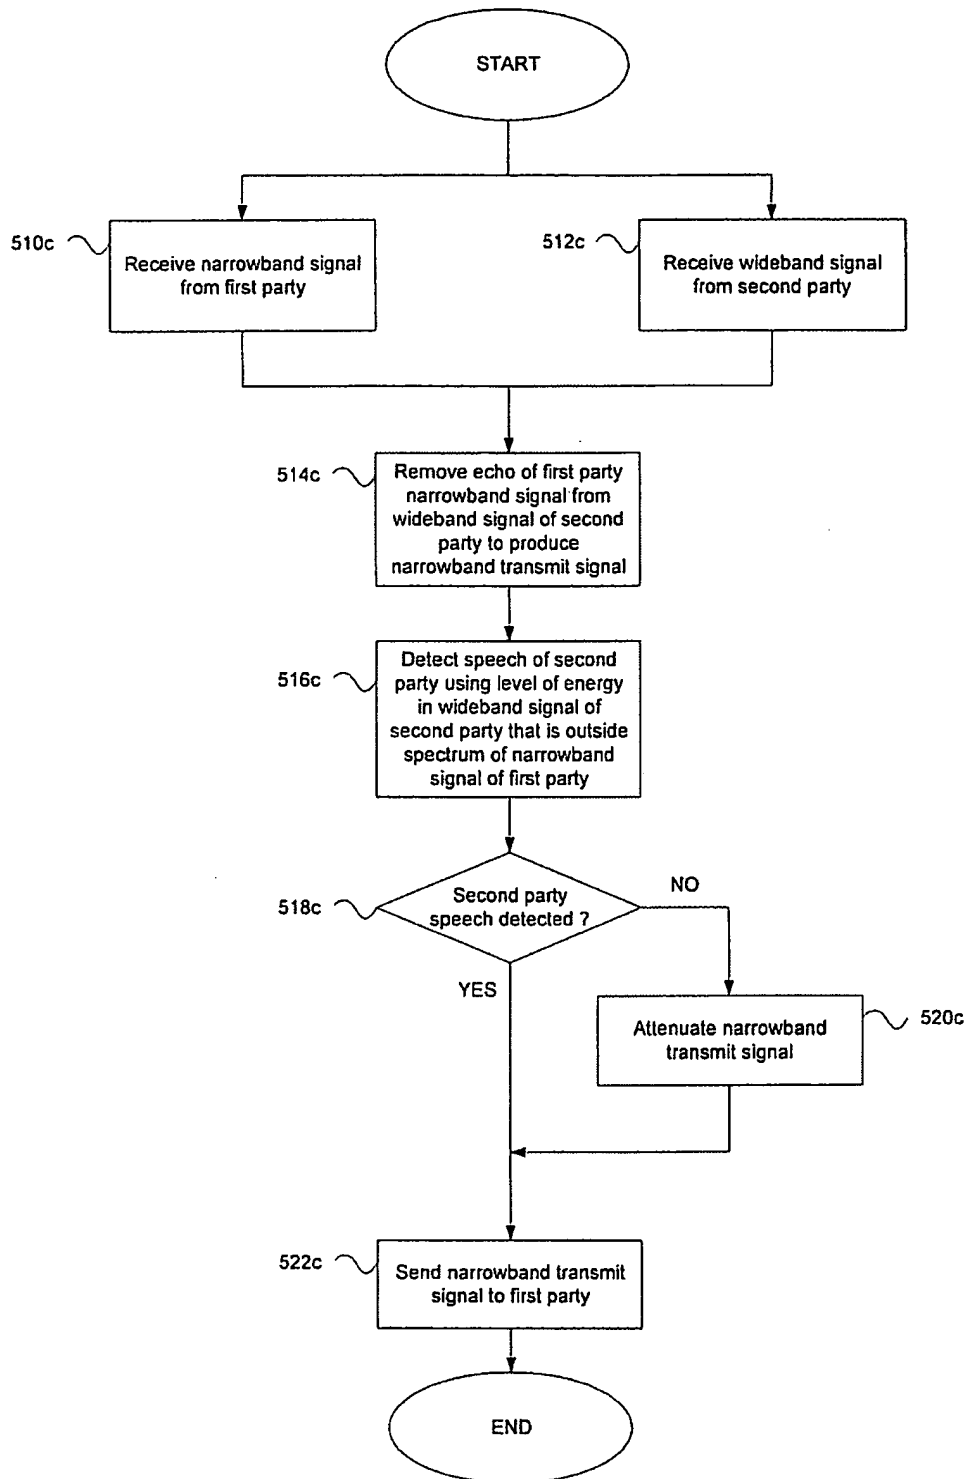 START
510c
Receive narrowband signal
from first party
512c
Receive wideband signal
from second party
514c
Remove echo of first party
narrowband signal from
wideband signal of second
party to produce
narrowband transmit signal
516c
Detect speech of second
party using level of energy
in wideband signal of
second party that is outside
spectrum of narrowband
signal of first party
518c
Second party
speech detected ?
NO
YES
Attenuate narrowband
transmit signal
520c
522c
Send narrowband transmit
signal to first party
END